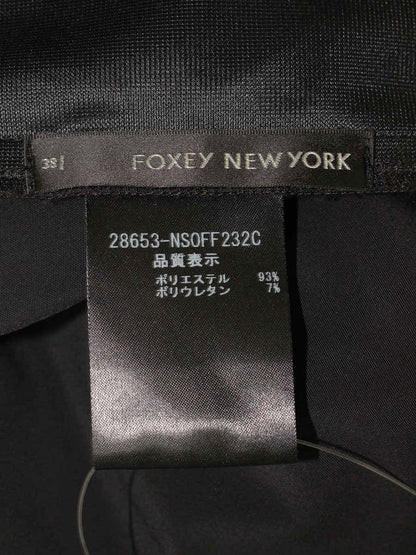 38
FOXEY NEW YORK
28653-NSOFF232C
品質表示
ポリエステル 93%
ポリウレタン 7%